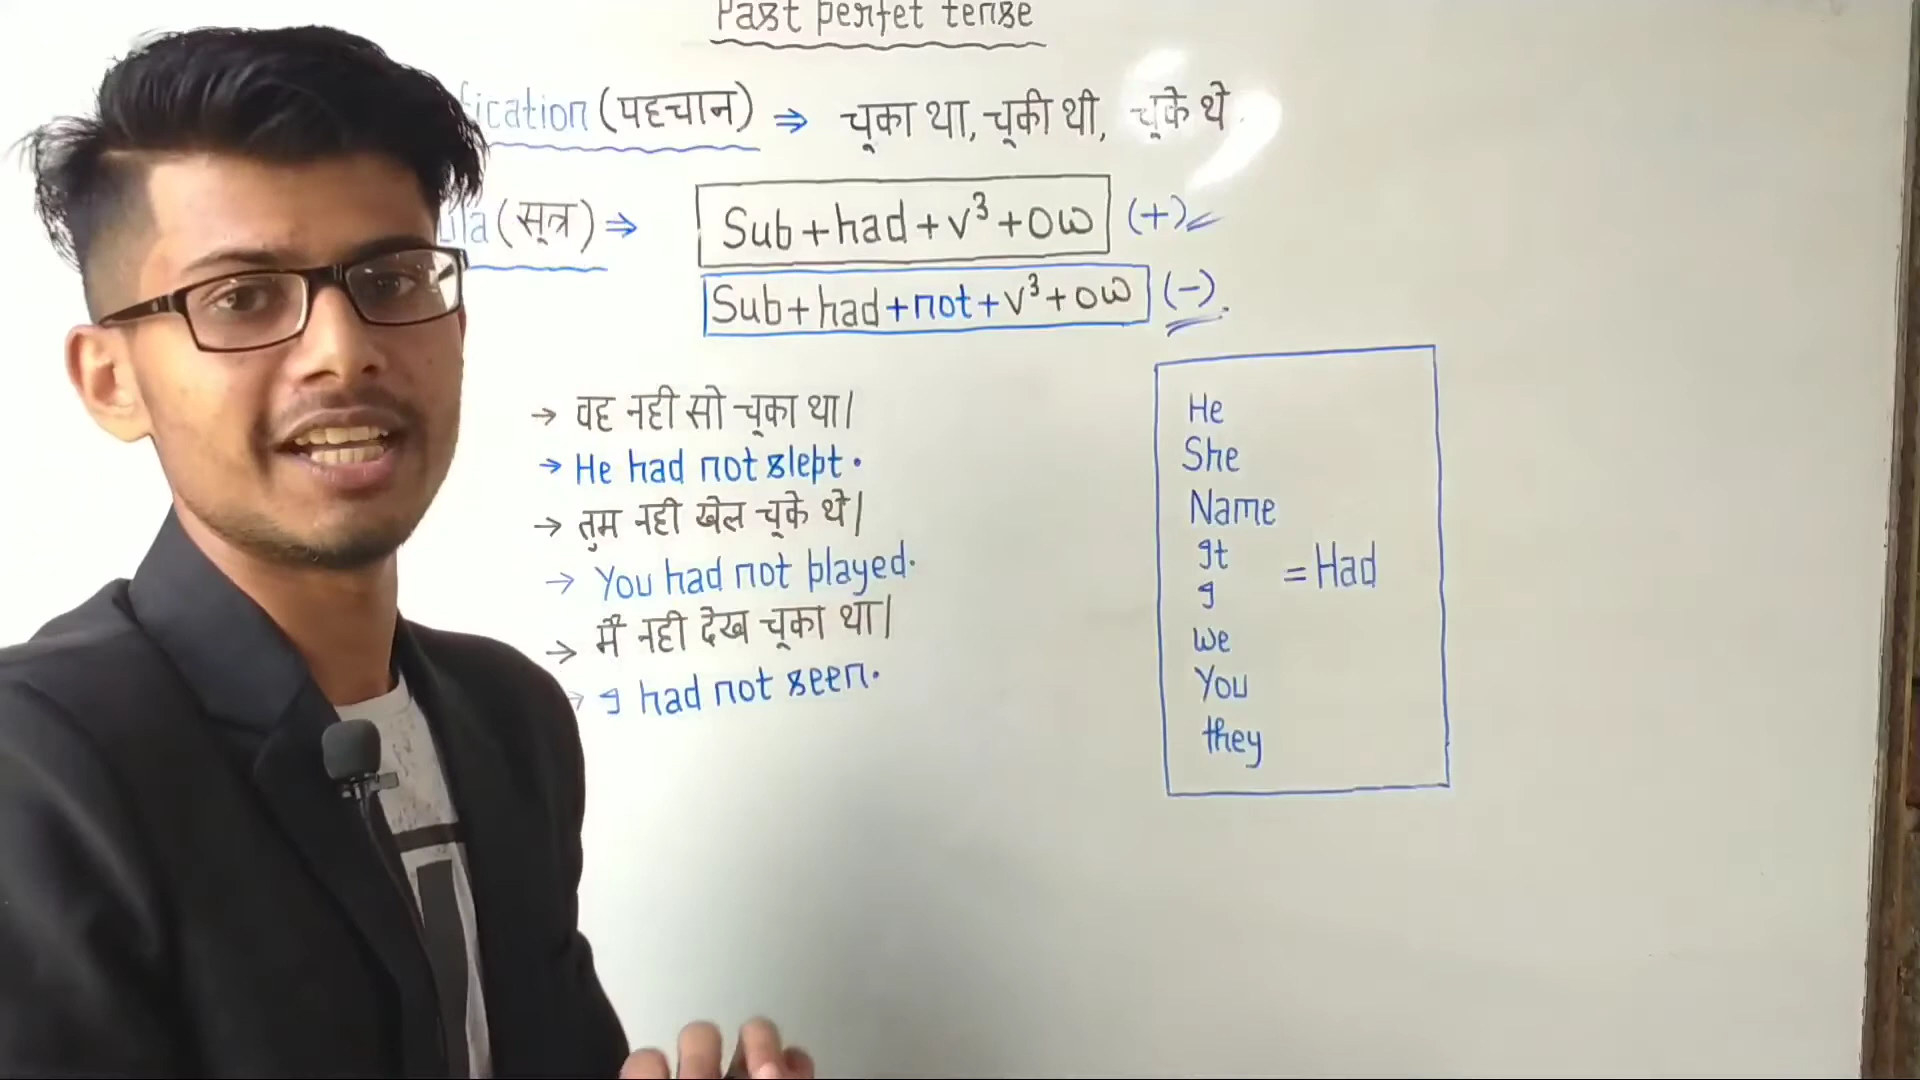 Past perfet tense
fication (पहचान) ⇒ चूका था, चूकी थी, चूके थे
ula (सूत्र) ⇒ Sub+had+v³+ow (+)
Sub+had+not+v³+ow (-)
→ वह नही सो चूका था|
→ He had not slept.
→ तुम नही खेल चूके थे|
→ You had not played.
→ मैं नही देख चूका था|
→ I had not seen.
He
She
Name
It
I
= Had
we
You
they